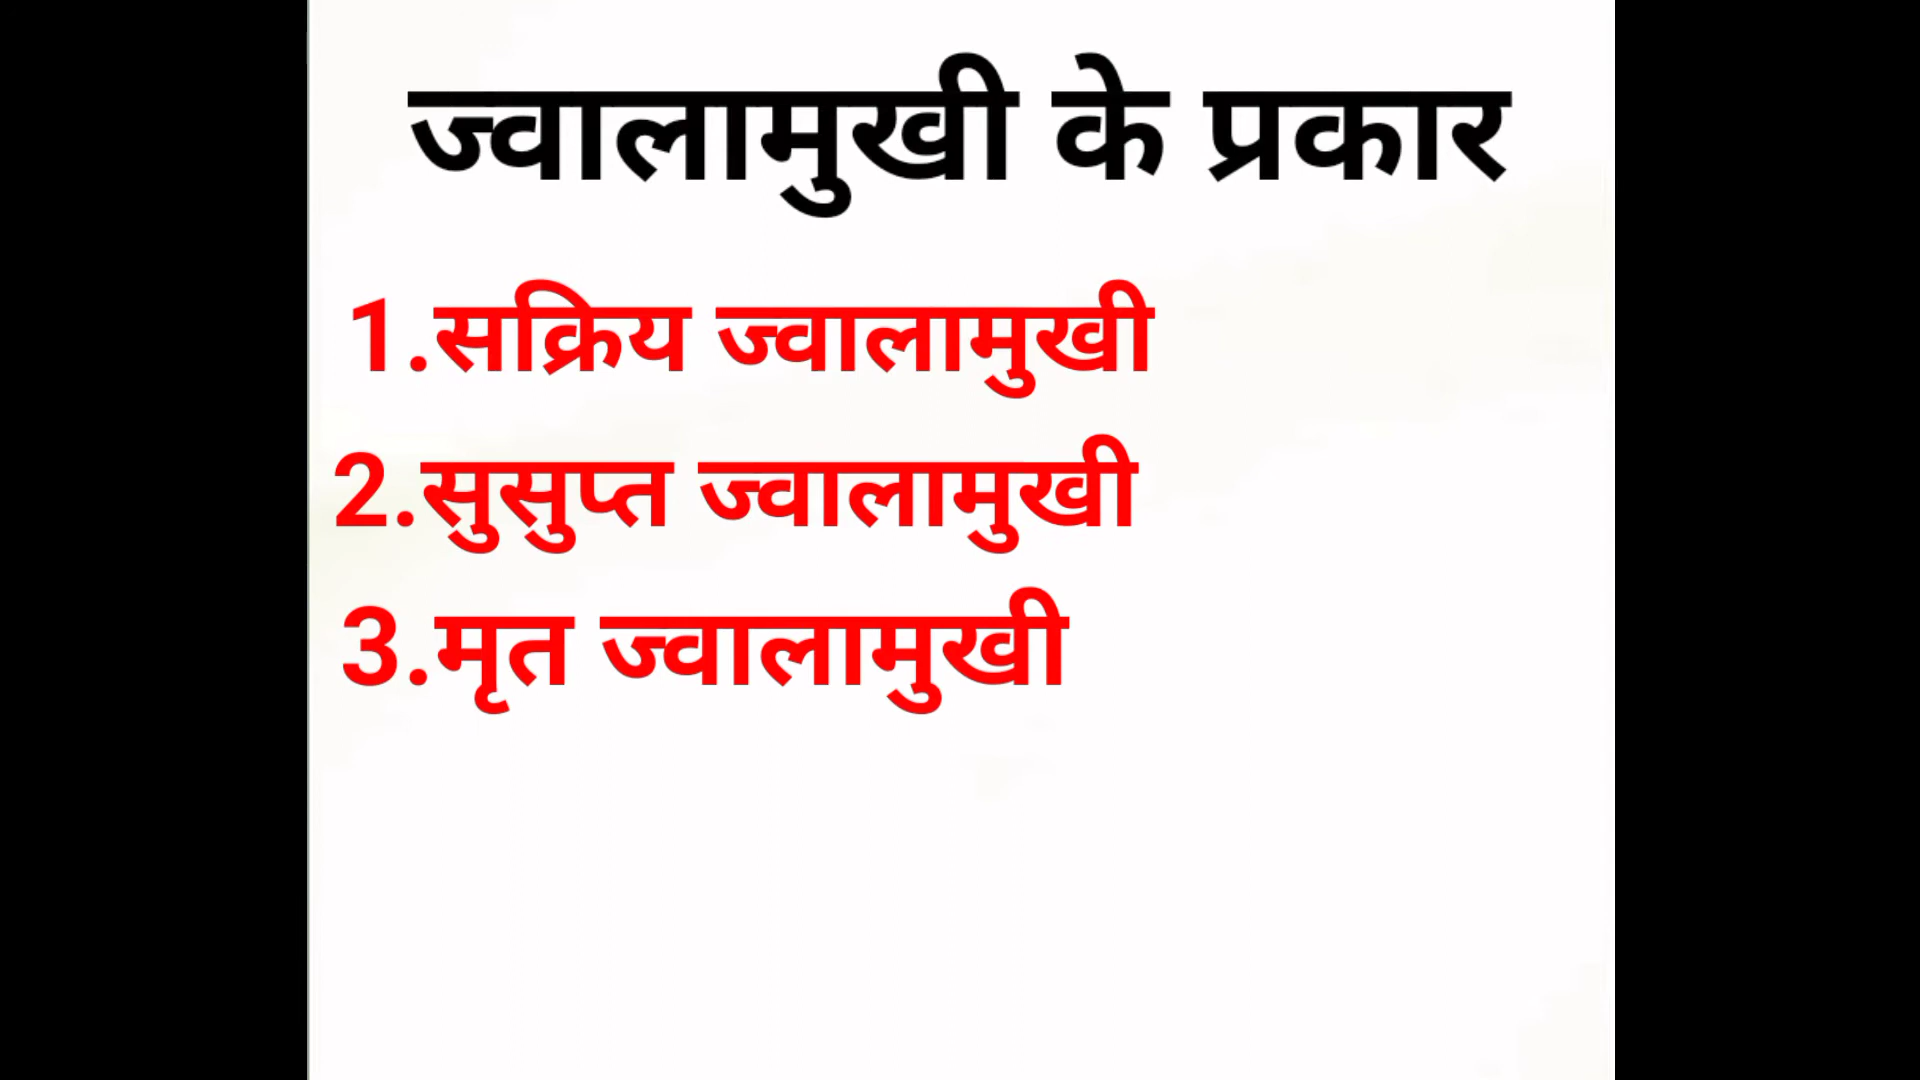 ज्वालामुखी के प्रकार
1.सक्रिय ज्वालामुखी
2.सुसुप्त ज्वालामुखी
3.मृत ज्वालामुखी